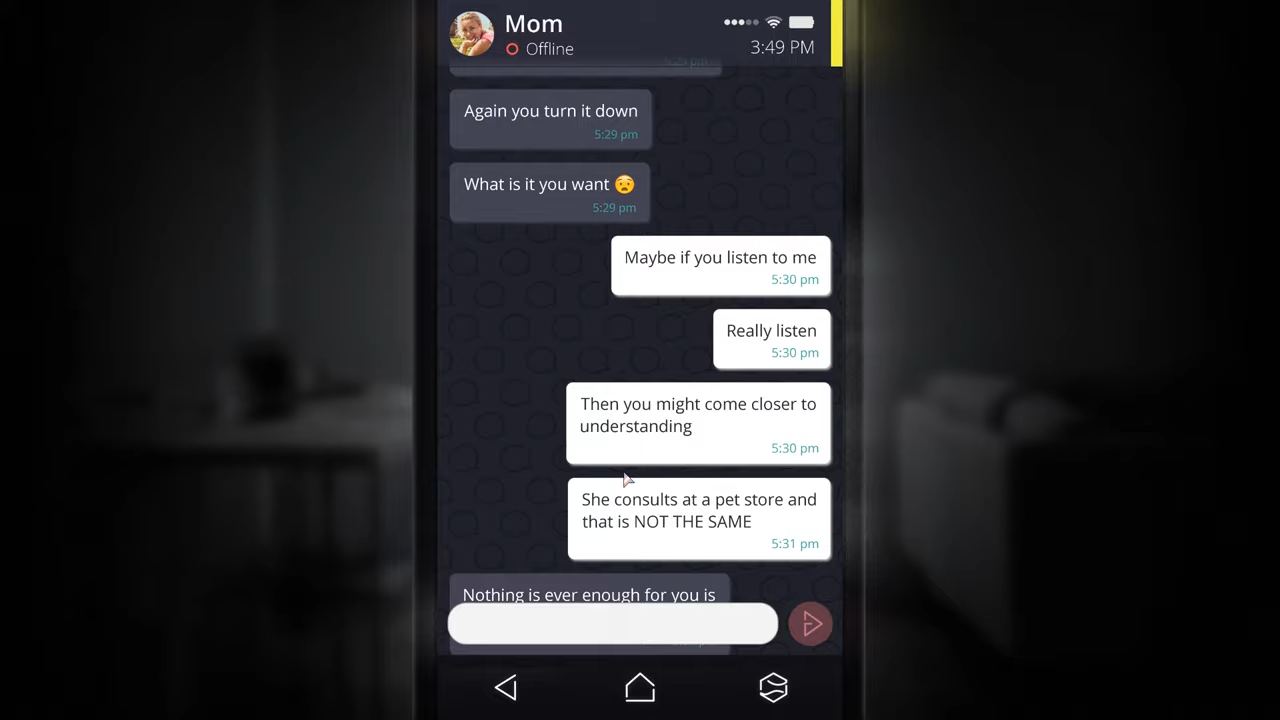 Mom
Offline
3:49 PM
5:29 pm
Again you turn it down
5:29 pm
What is it you want 😧
5:29 pm
Maybe if you listen to me
5:30 pm
Really listen
5:30 pm
Then you might come closer to
understanding
5:30 pm
She consults at a pet store and
that is NOT THE SAME
5:31 pm
Nothing is ever enough for you is